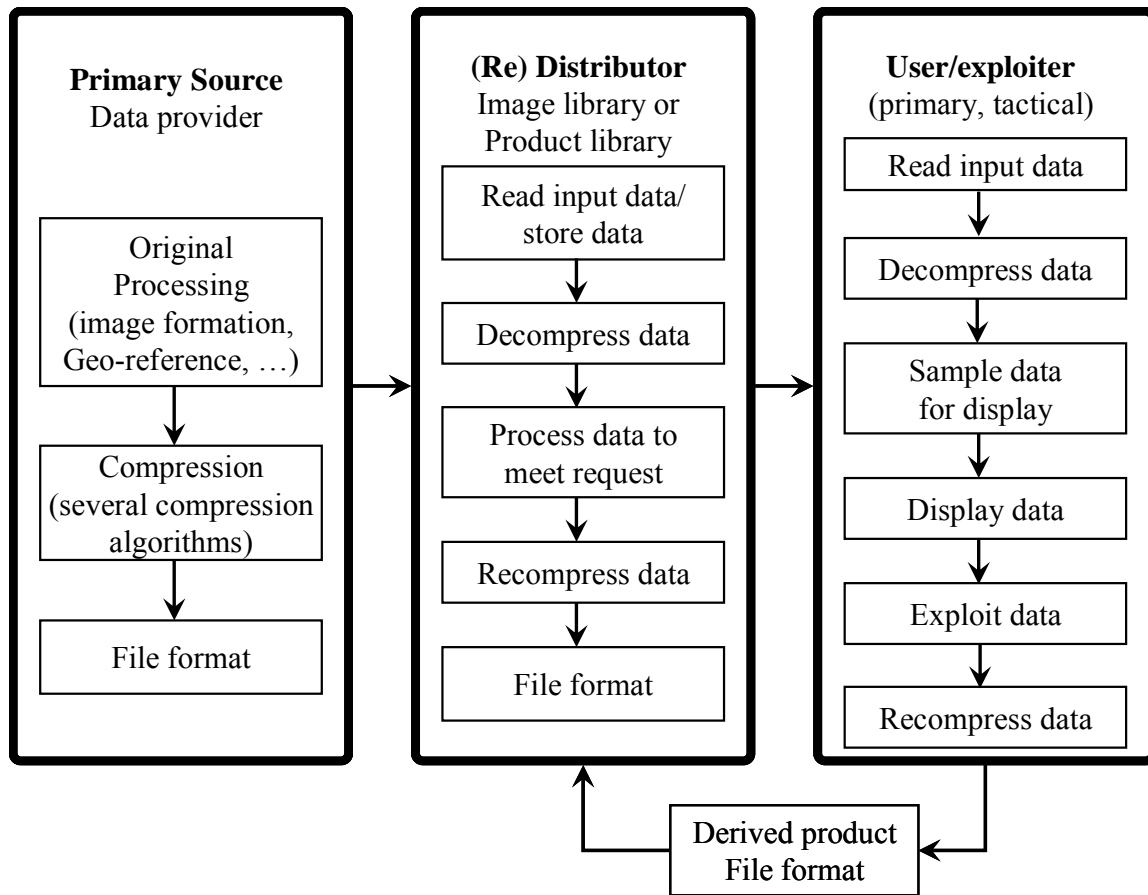 Primary Source
Data provider
Original
Processing
(image formation,
Geo-reference, …)
Compression
(several compression
algorithms)
File format
(Re) Distributor
Image library or
Product library
Read input data/
store data
Decompress data
Process data to
meet request
Recompress data
File format
User/exploiter
(primary, tactical)
Read input data
Decompress data
Sample data
for display
Display data
Exploit data
Recompress data
Derived product
File format